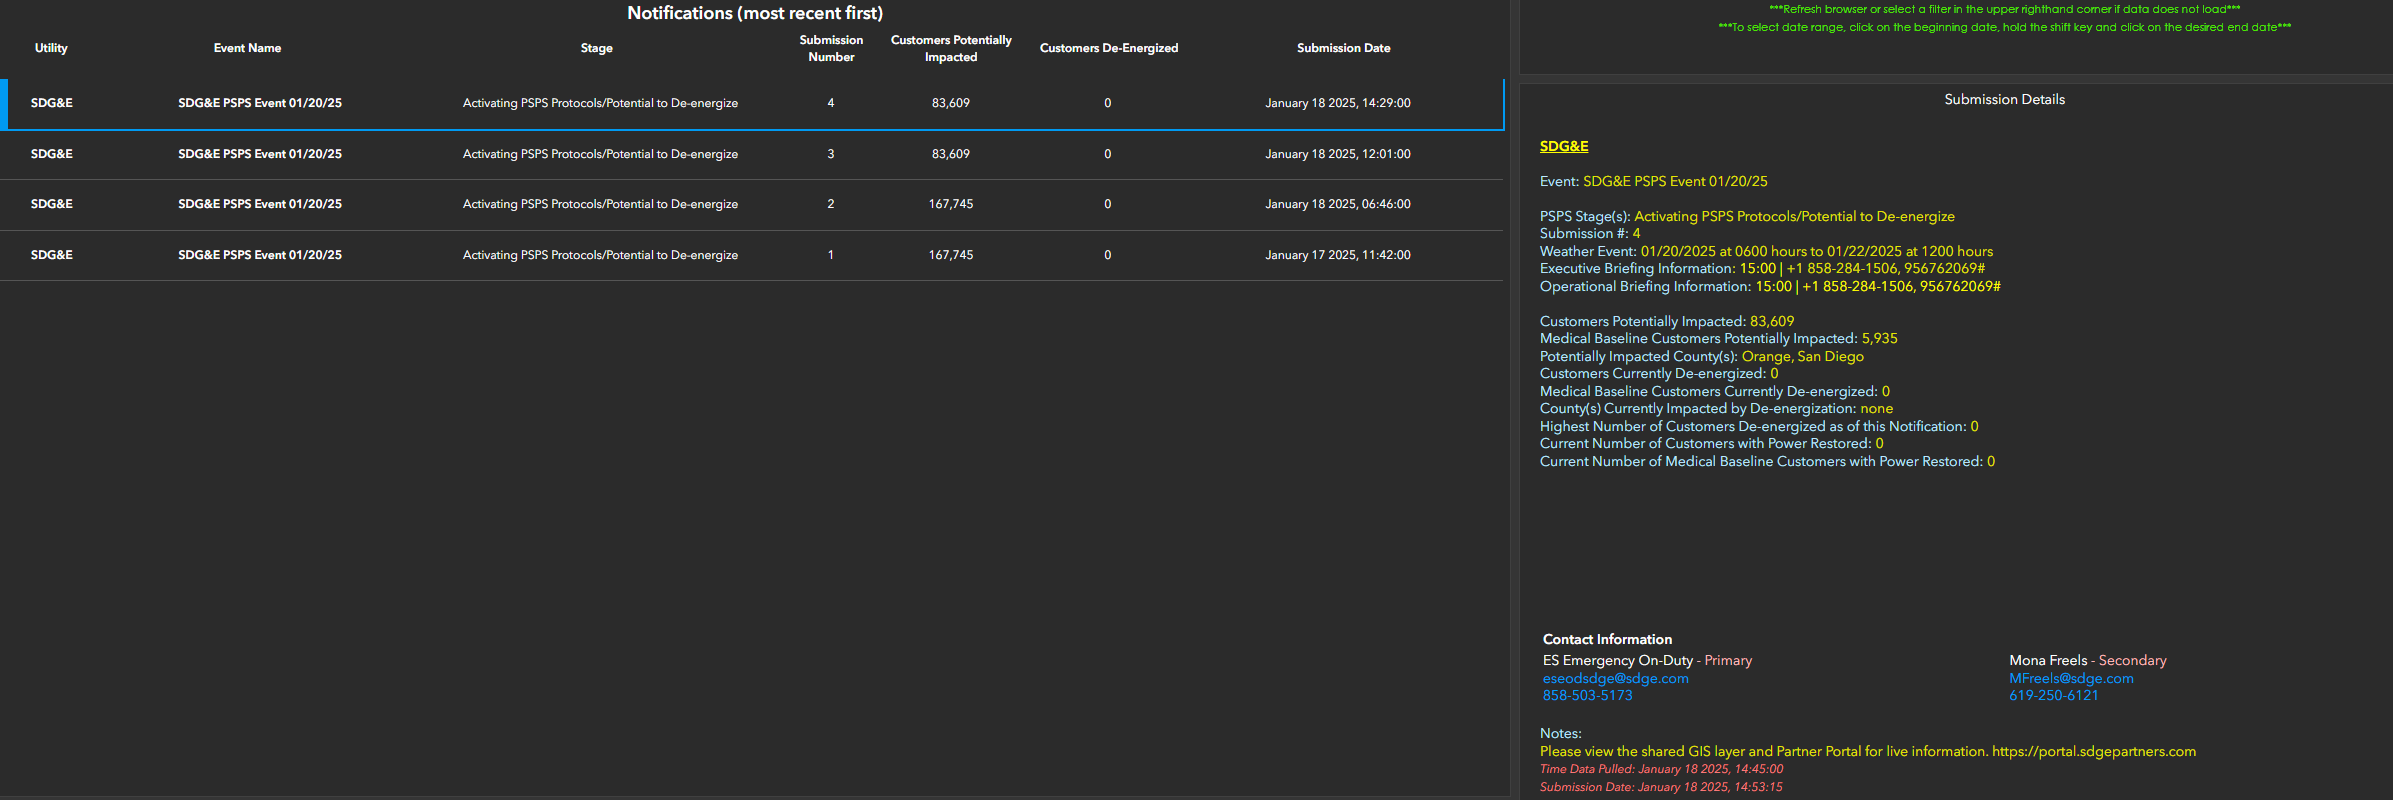 Notifications (most recent first)
Utility Event Name Stage Submission Number Customers Potentially Impacted Customers De-Energized Submission Date
SDG&E SDG&E PSPS Event 01/20/25 Activating PSPS Protocols/Potential to De-energize 4 83,609 0 January 18 2025, 14:29:00
SDG&E SDG&E PSPS Event 01/20/25 Activating PSPS Protocols/Potential to De-energize 3 83,609 0 January 18 2025, 12:01:00
SDG&E SDG&E PSPS Event 01/20/25 Activating PSPS Protocols/Potential to De-energize 2 167,745 0 January 18 2025, 06:46:00
SDG&E SDG&E PSPS Event 01/20/25 Activating PSPS Protocols/Potential to De-energize 1 167,745 0 January 17 2025, 11:42:00
***Refresh browser or select a filter in the upper righthand corner if data does not load***
***To select date range, click on the beginning date, hold the shift key and click on the desired end date***
Submission Details
SDG&E
Event: SDG&E PSPS Event 01/20/25
PSPS Stage(s): Activating PSPS Protocols/Potential to De-energize
Submission #: 4
Weather Event: 01/20/2025 at 0600 hours to 01/22/2025 at 1200 hours
Executive Briefing Information: 15:00 | +1 858-284-1506, 956762069#
Operational Briefing Information: 15:00 | +1 858-284-1506, 956762069#
Customers Potentially Impacted: 83,609
Medical Baseline Customers Potentially Impacted: 5,935
Potentially Impacted County(s): Orange, San Diego
Customers Currently De-energized: 0
Medical Baseline Customers Currently De-energized: 0
County(s) Currently Impacted by De-energization: none
Highest Number of Customers De-energized as of this Notification: 0
Current Number of Customers with Power Restored: 0
Current Number of Medical Baseline Customers with Power Restored: 0
Contact Information
ES Emergency On-Duty - Primary
eseodsdge@sdge.com
858-503-5173
Mona Freels - Secondary
MFreels@sdge.com
619-250-6121
Notes:
Please view the shared GIS layer and Partner Portal for live information. https://portal.sdgepartners.com
Time Data Pulled: January 18 2025, 14:45:00
Submission Date: January 18 2025, 14:53:15